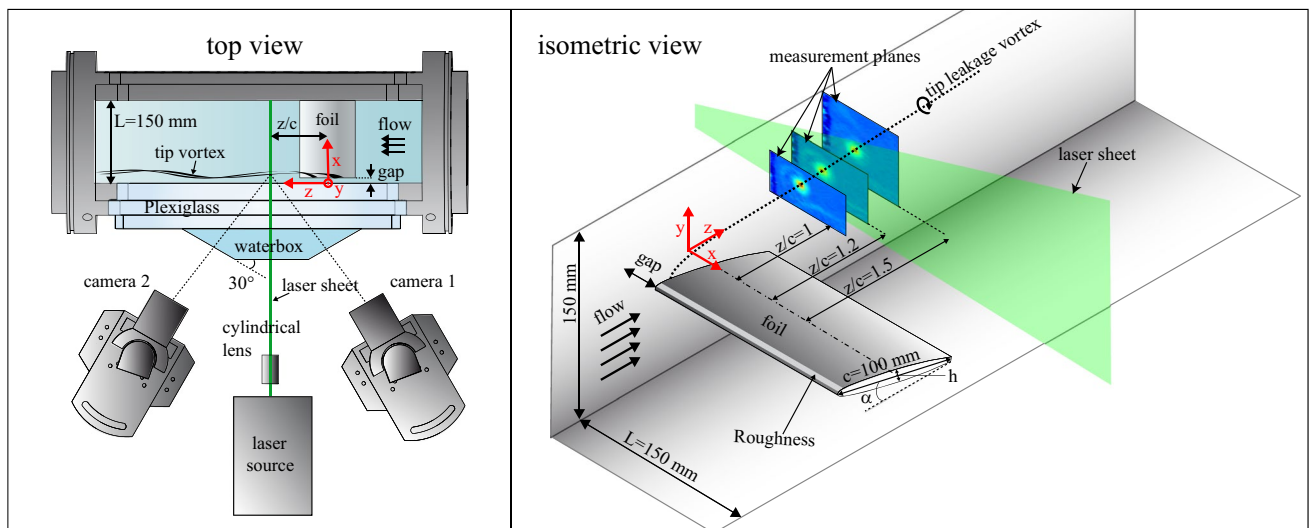 top view
L=150 mm
z/c
foil
flow
x
gap
tip vortex
z
y
Plexiglass
waterbox
30°
camera 2
laser sheet
camera 1
cylindrical
lens
laser
source
isometric view
measurement planes
tip leakage vortex
laser sheet
y
z
x
z/c=1
z/c=1.2
z/c=1.5
gap
150 mm
flow
foil
c=100 mm
h
α
Roughness
L=150 mm